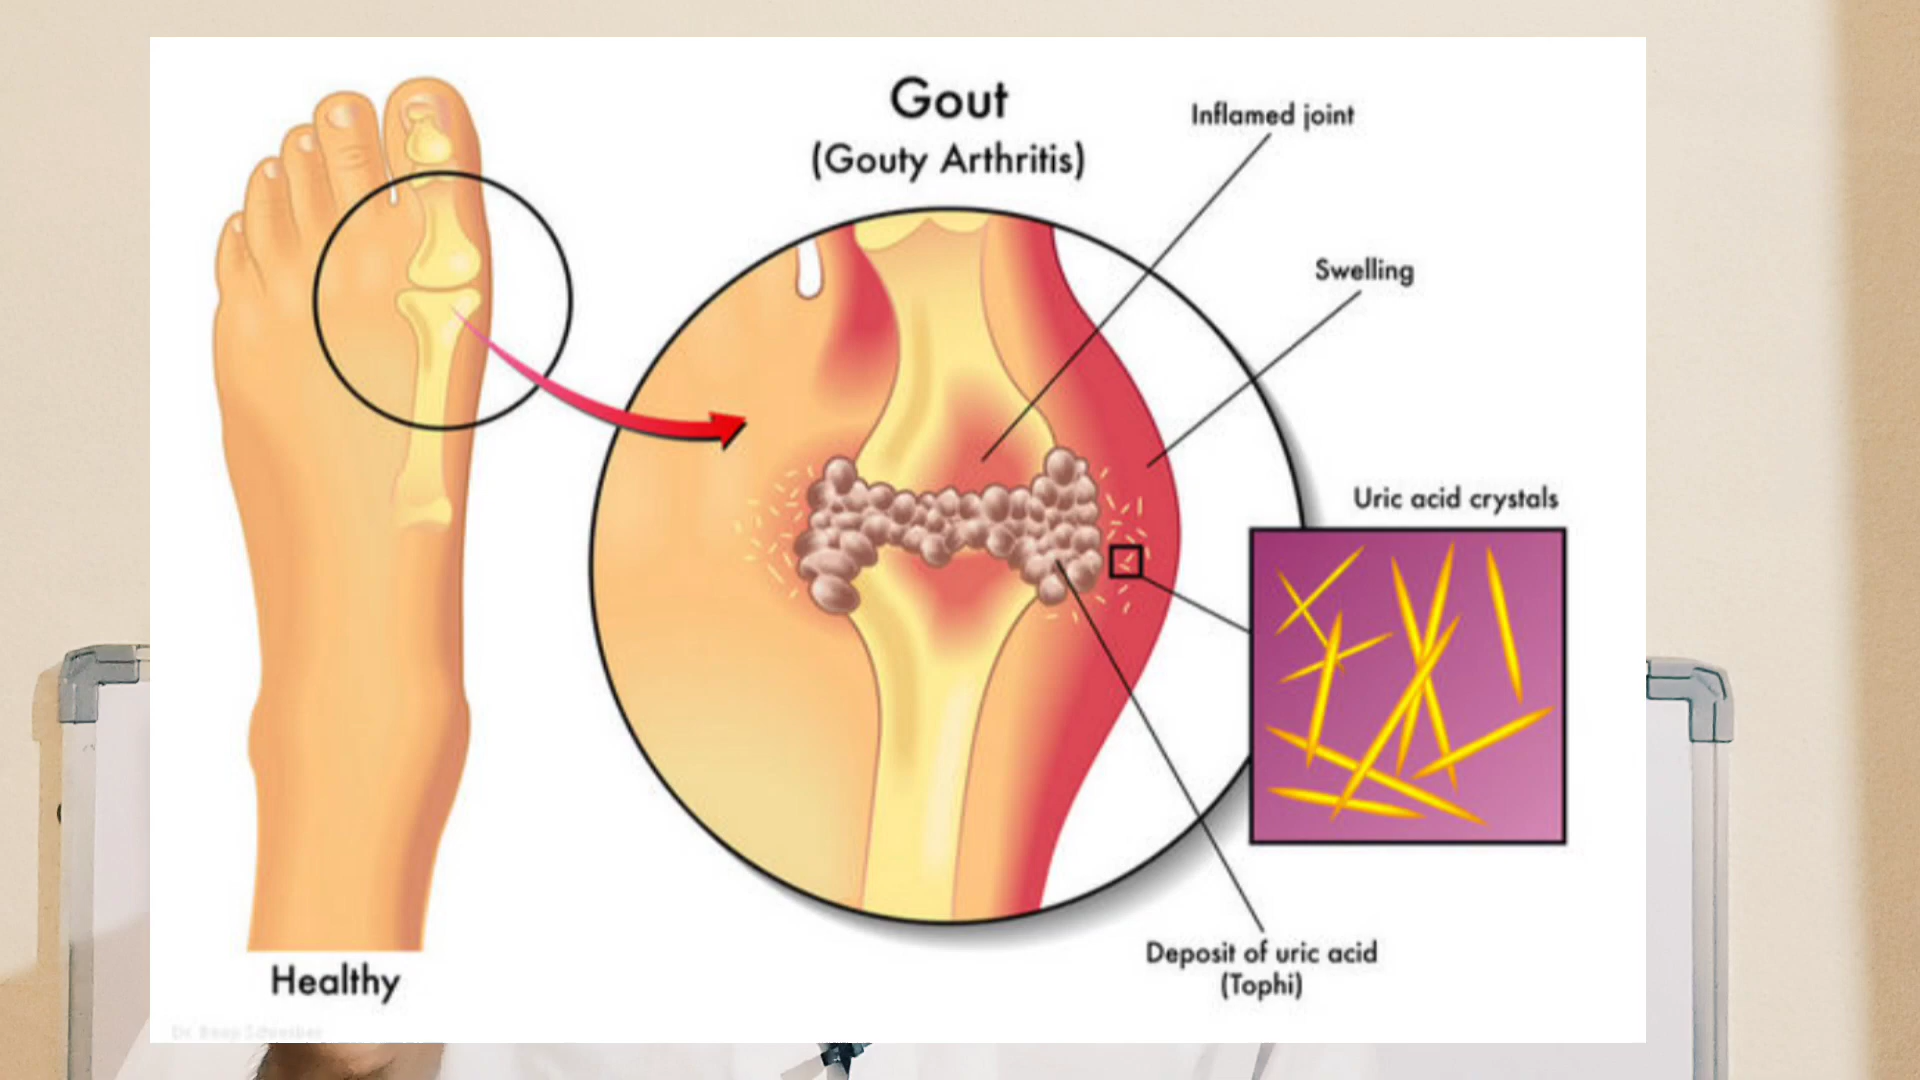 Gout
(Gouty Arthritis)
Inflamed joint
Swelling
Uric acid crystals
Deposit of uric acid
(Tophi)
Healthy